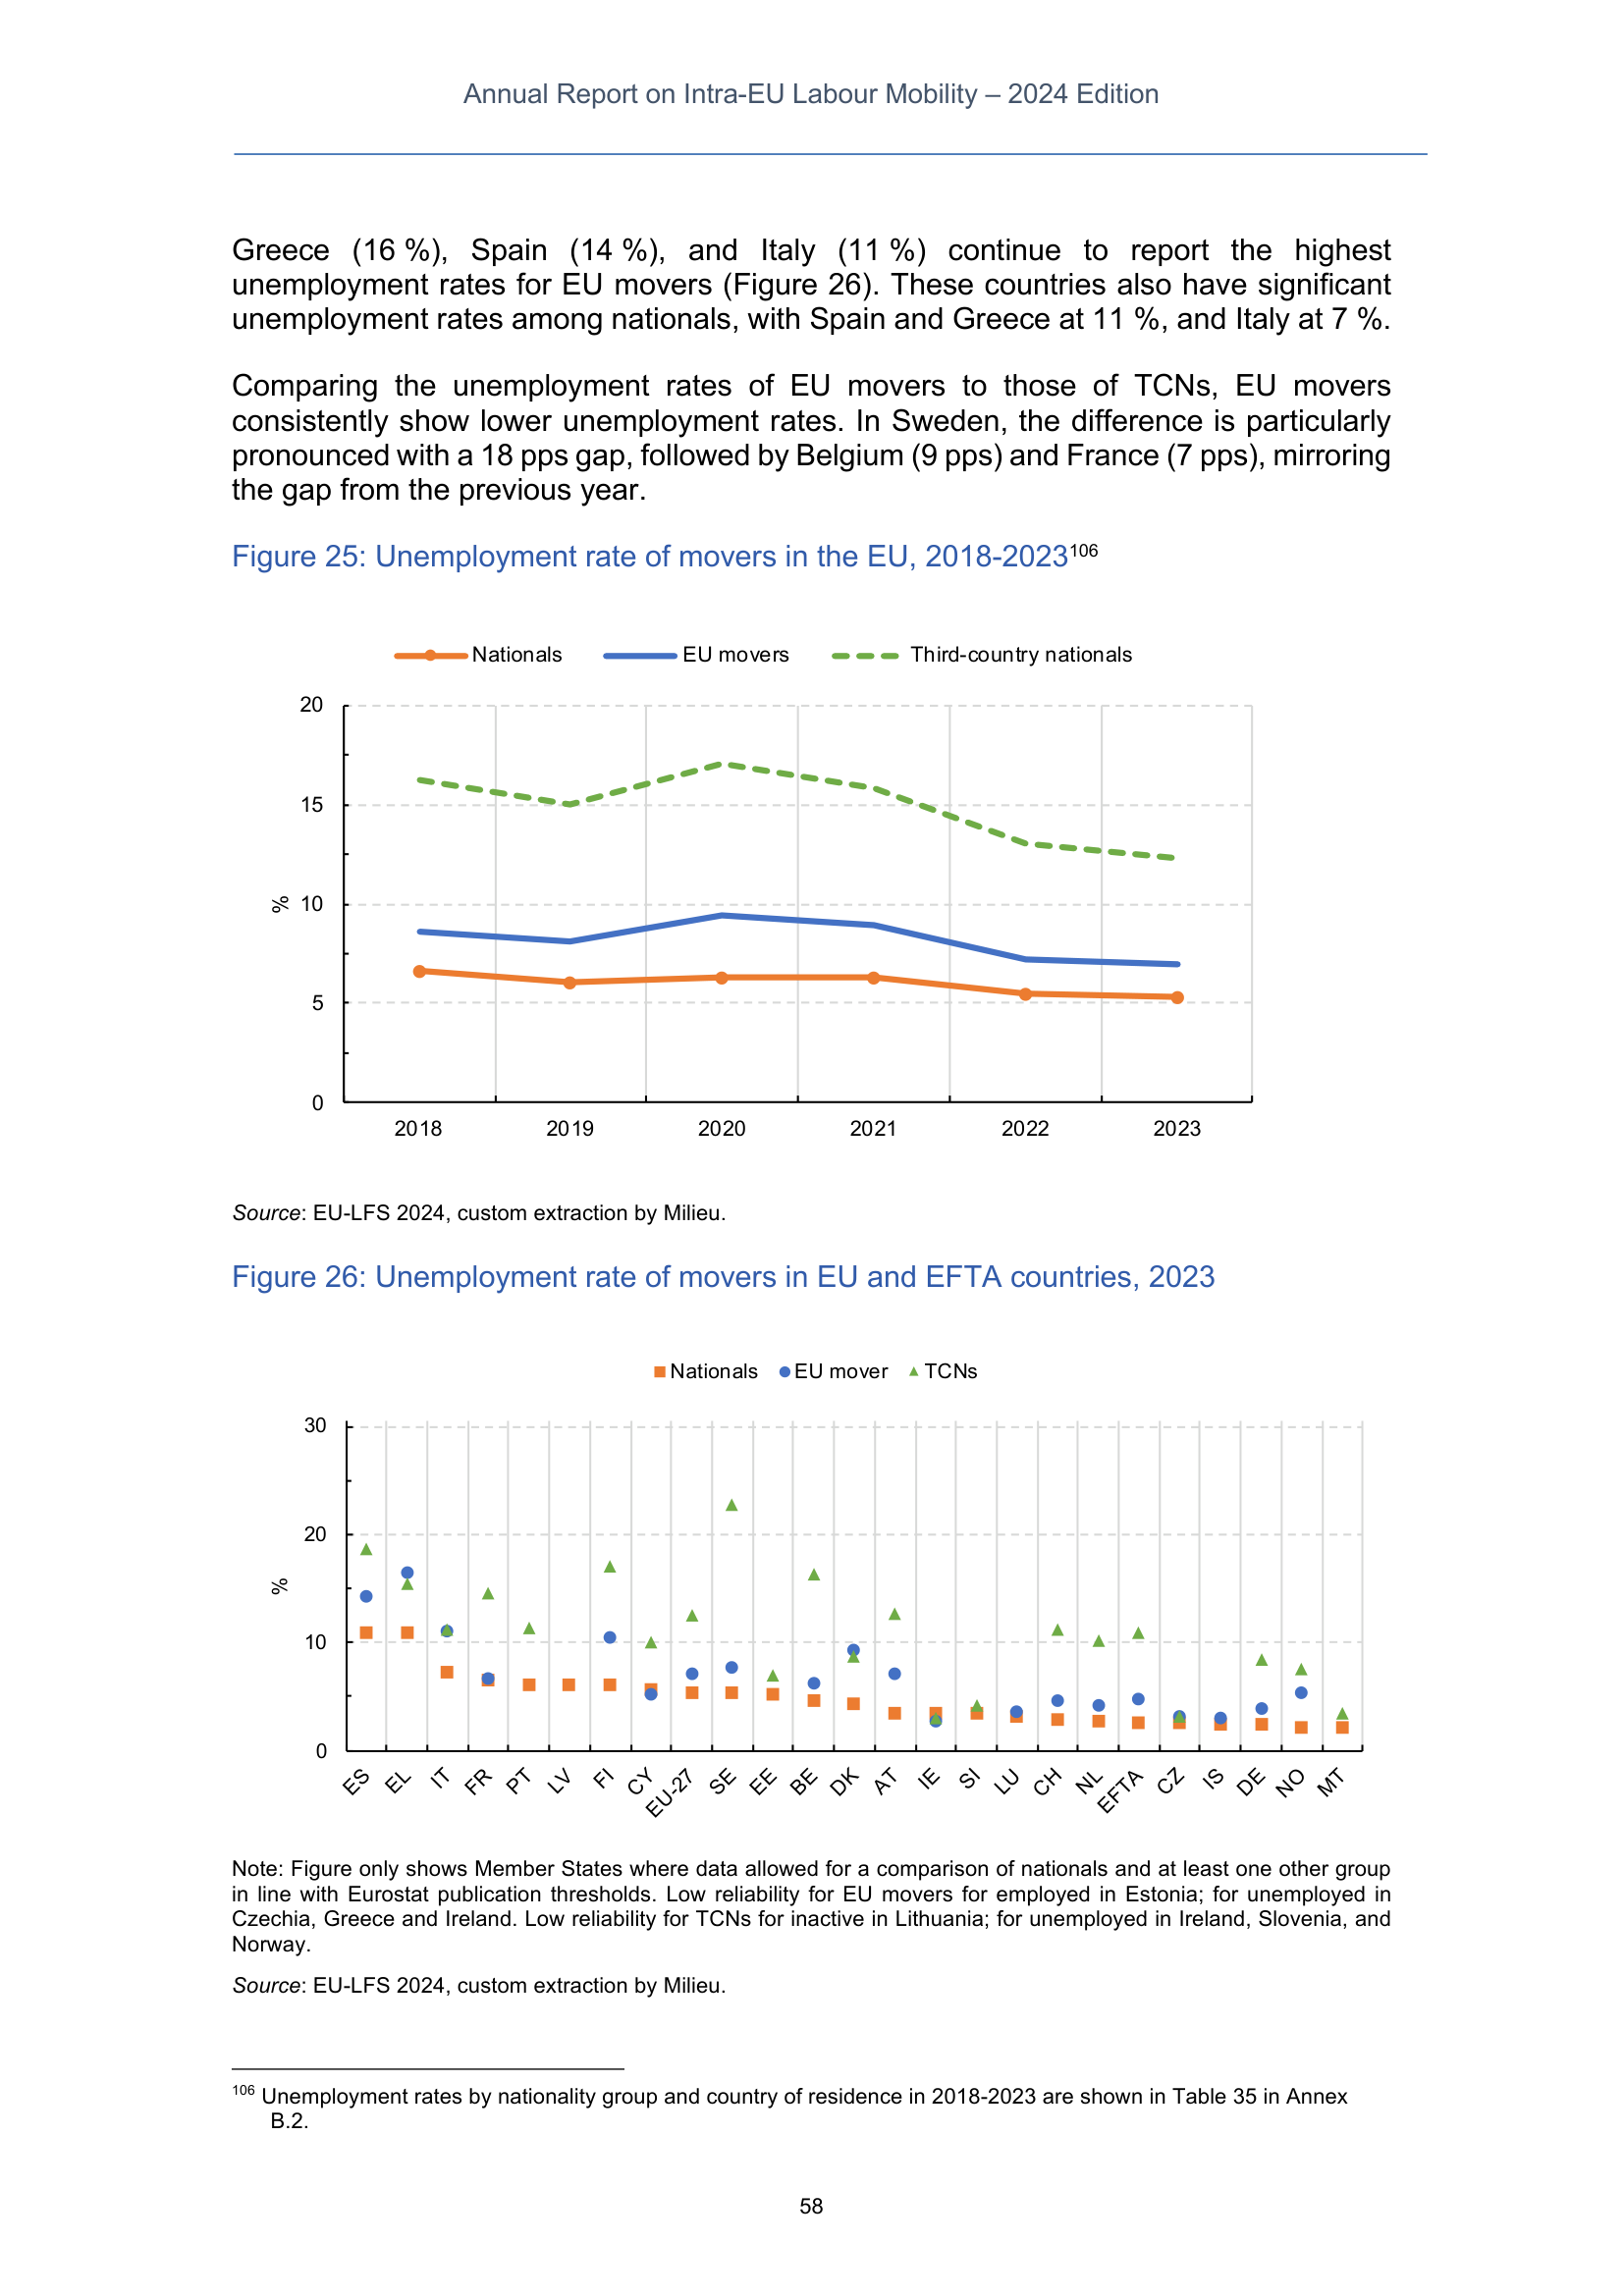 Annual Report on Intra-EU Labour Mobility – 2024 Edition
Greece (16 %), Spain (14 %), and Italy (11 %) continue to report the highest
unemployment rates for EU movers (Figure 26). These countries also have significant
unemployment rates among nationals, with Spain and Greece at 11 %, and Italy at 7 %.
Comparing the unemployment rates of EU movers to those of TCNs, EU movers
consistently show lower unemployment rates. In Sweden, the difference is particularly
pronounced with a 18 pps gap, followed by Belgium (9 pps) and France (7 pps), mirroring
the gap from the previous year.
Figure 25: Unemployment rate of movers in the EU, 2018-2023106
Nationals EU movers Third-country nationals
20
15
% 10
5
0
2018 2019 2020 2021 2022 2023
Source: EU-LFS 2024, custom extraction by Milieu.
Figure 26: Unemployment rate of movers in EU and EFTA countries, 2023
Nationals EU mover TCNs
30
20
%
10
0
ES EL IT FR PT LV FI CY EU-27 SE EE BE DK AT IE SI LU CH NL EFTA CZ IS DE NO MT
Note: Figure only shows Member States where data allowed for a comparison of nationals and at least one other group
in line with Eurostat publication thresholds. Low reliability for EU movers for employed in Estonia; for unemployed in
Czechia, Greece and Ireland. Low reliability for TCNs for inactive in Lithuania; for unemployed in Ireland, Slovenia, and
Norway.
Source: EU-LFS 2024, custom extraction by Milieu.
106 Unemployment rates by nationality group and country of residence in 2018-2023 are shown in Table 35 in Annex
B.2.
58